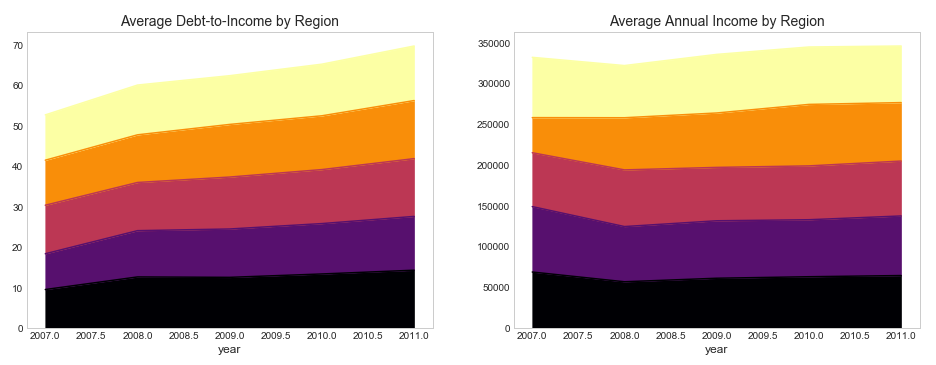 Average Debt-to-Income by Region
70
60
50
40
30
20
10
0
2007.0 2007.5 2008.0 2008.5 2009.0 2009.5 2010.0 2010.5 2011.0
year
Average Annual Income by Region
350000
300000
250000
200000
150000
100000
50000
0
2007.0 2007.5 2008.0 2008.5 2009.0 2009.5 2010.0 2010.5 2011.0
year